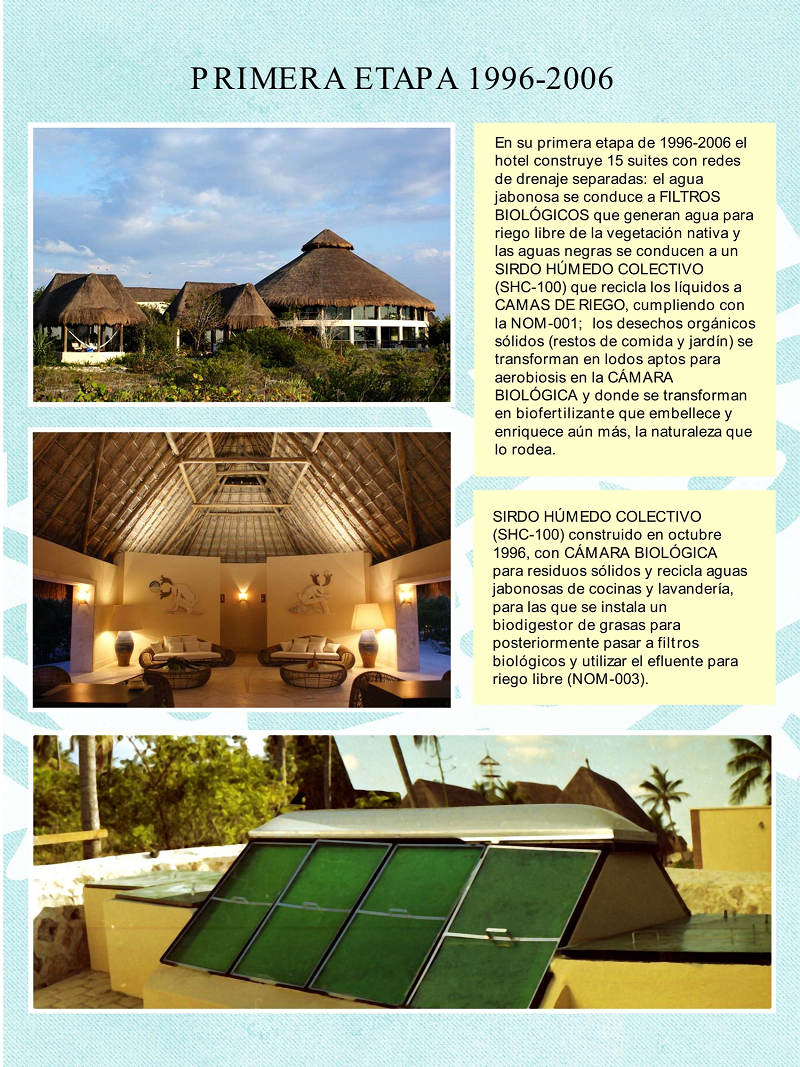 PRIMERA ETAPA 1996-2006
En su primera etapa de 1996-2006 el
hotel construye 15 suites con redes
de drenaje separadas: el agua
jabonosa se conduce a FILTROS
BIOLÓGICOS que generan agua para
riego libre de la vegetación nativa y
las aguas negras se conducen a un
SIRDO HÚMEDO COLECTIVO
(SHC-100) que recicla los líquidos a
CAMAS DE RIEGO, cumpliendo con
la NOM-001; los desechos orgánicos
sólidos (restos de comida y jardín) se
transforman en lodos aptos para
aerobiosis en la CÁMARA
BIOLÓGICA y donde se transforman
en biofertilizante que embellece y
enriquece aún más, la naturaleza que
lo rodea.
SIRDO HÚMEDO COLECTIVO
(SHC-100) construido en octubre
1996, con CÁMARA BIOLÓGICA
para residuos sólidos y recicla aguas
jabonosas de cocinas y lavandería,
para las que se instala un
biodigestor de grasas para
posteriormente pasar a filtros
biológicos y utilizar el efluente para
riego libre (NOM-003).